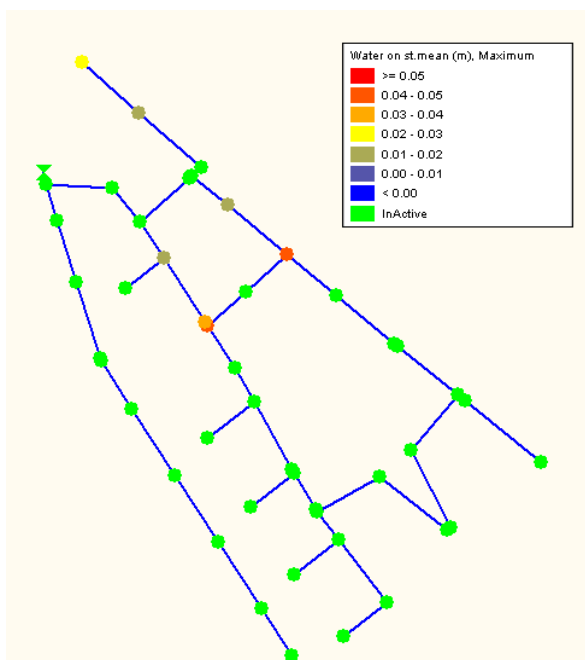 Water on st.mean (m), Maximum
>= 0.05
0.04 - 0.05
0.03 - 0.04
0.02 - 0.03
0.01 - 0.02
0.00 - 0.01
< 0.00
InActive